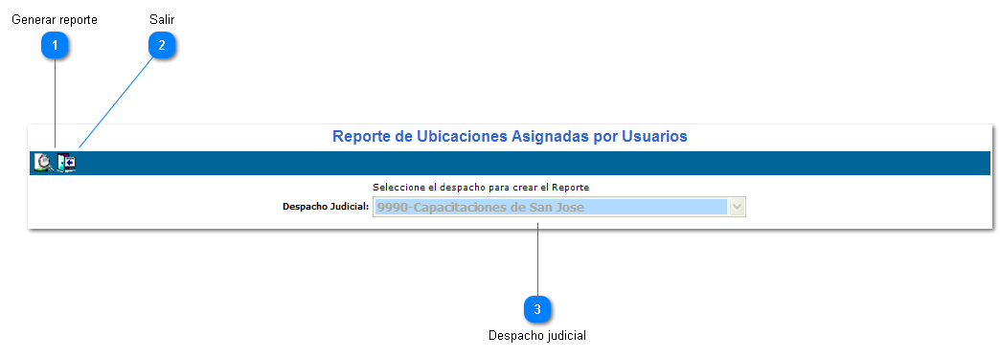 Generar reporte
Salir
1
2
Reporte de Ubicaciones Asignadas por Usuarios
Seleccione el despacho para crear el Reporte
Despacho Judicial: 9990-Capacitaciones de San Jose
3
Despacho judicial